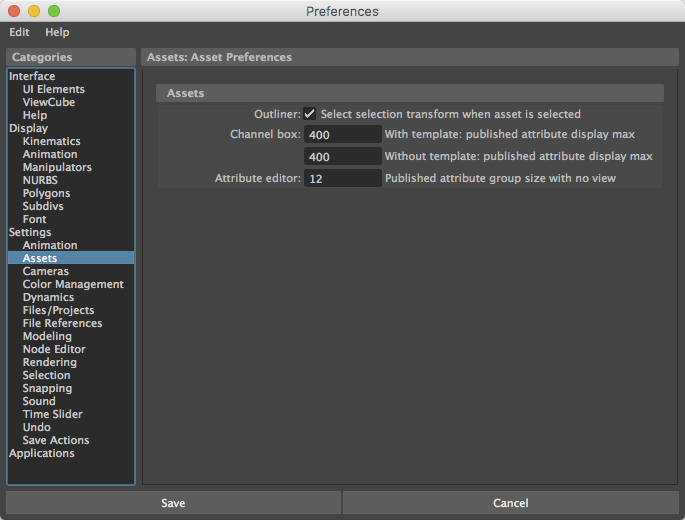 Preferences
Edit Help
Categories
Interface
UI Elements
ViewCube
Help
Display
Kinematics
Animation
Manipulators
NURBS
Polygons
Subdivs
Font
Settings
Animation
Assets
Cameras
Color Management
Dynamics
Files/Projects
File References
Modeling
Node Editor
Rendering
Selection
Snapping
Sound
Time Slider
Undo
Save Actions
Applications
Assets: Asset Preferences
Assets
Outliner: Select selection transform when asset is selected
Channel box: 400 With template: published attribute display max
400 Without template: published attribute display max
Attribute editor: 12 Published attribute group size with no view
Save Cancel